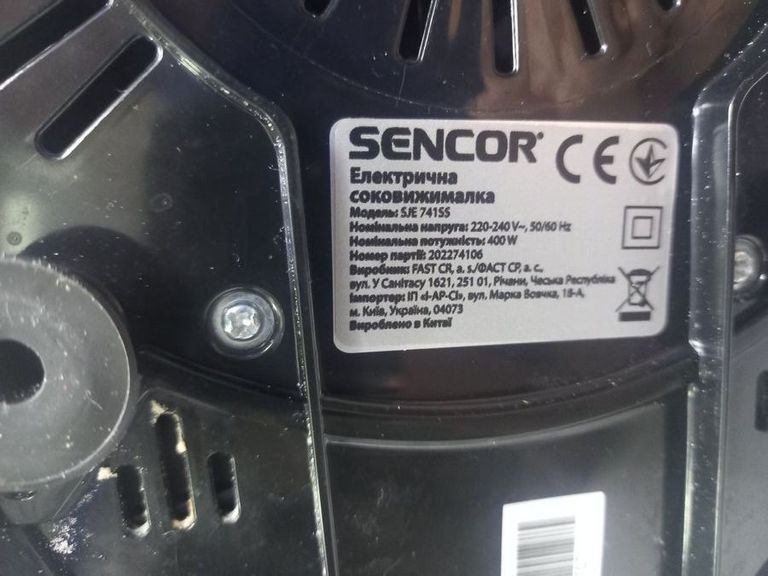 SENCOR® CE
Електрична
соковижималка
Модель: SJE 741SS
Номінальна напруга: 220-240 V~, 50/60 Hz
Номінальна потужність: 400 W
Номер партії: 202274106
Виробник: FAST CR, a. s./ФАСТ СР, а. с.,
вул. У Санітасу 1621, 251 01, Річани, Чеська Республіка
Імпортер: ІП «І-АР-СІ», вул. Марка Вовчка, 18-А,
м. Київ, Україна, 04073
Вироблено в Китаї